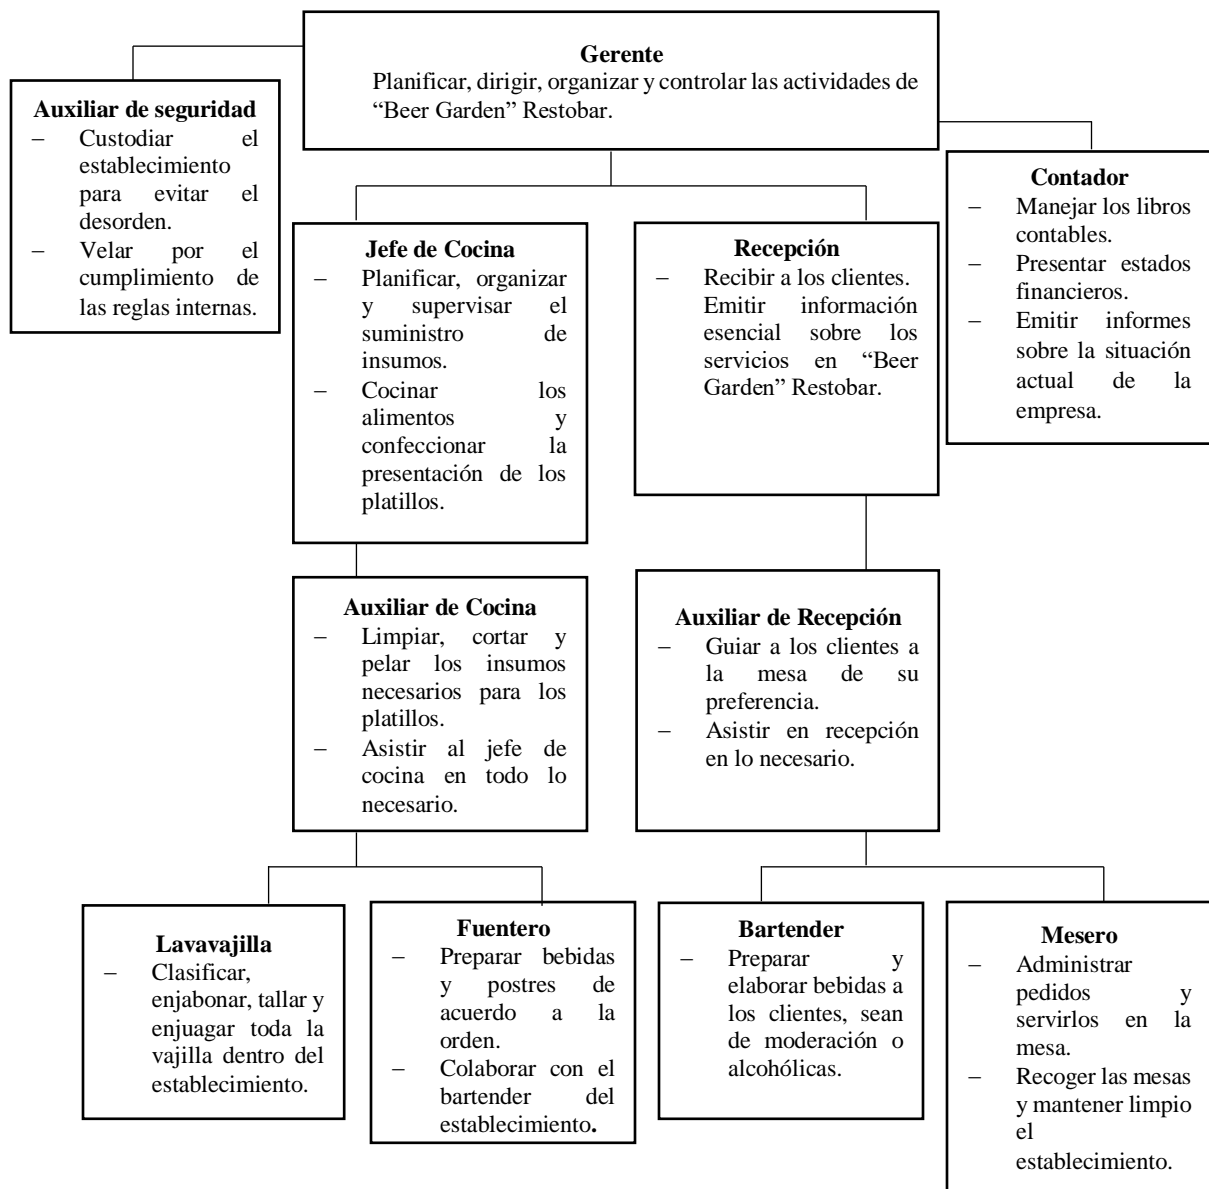 Gerente
Planificar, dirigir, organizar y controlar las actividades de
“Beer Garden” Restobar.
Auxiliar de seguridad
– Custodiar el
establecimiento
para evitar el
desorden.
– Velar por el
cumplimiento de
las reglas internas.
Contador
– Manejar los libros
contables.
– Presentar estados
financieros.
– Emitir informes
sobre la situación
actual de la
empresa.
Jefe de Cocina
– Planificar, organizar
y supervisar el
suministro de
insumos.
– Cocinar los
alimentos y
confeccionar la
presentación de los
platillos.
Recepción
– Recibir a los clientes.
Emitir información
esencial sobre los
servicios en “Beer
Garden” Restobar.
Auxiliar de Cocina
– Limpiar, cortar y
pelar los insumos
necesarios para los
platillos.
– Asistir al jefe de
cocina en todo lo
necesario.
Auxiliar de Recepción
– Guiar a los clientes a
la mesa de su
preferencia.
– Asistir en recepción
en lo necesario.
Lavavajilla
– Clasificar,
enjabonar, tallar y
enjuagar toda la
vajilla dentro del
establecimiento.
Fuentero
– Preparar bebidas
y postres de
acuerdo a la
orden.
– Colaborar con el
bartender del
establecimiento.
Bartender
– Preparar y
elaborar bebidas a
los clientes, sean
de moderación o
alcohólicas.
Mesero
– Administrar
pedidos y
servirlos en la
mesa.
– Recoger las mesas
y mantener limpio
el
establecimiento.